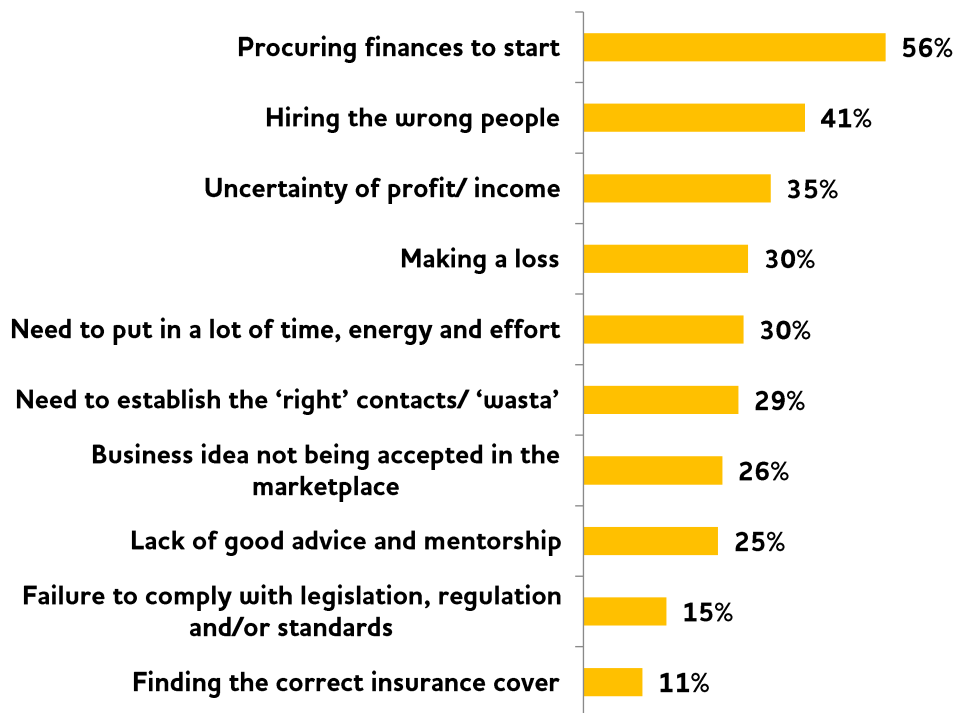 Procuring finances to start 56%
Hiring the wrong people 41%
Uncertainty of profit/ income 35%
Making a loss 30%
Need to put in a lot of time, energy and effort 30%
Need to establish the ‘right’ contacts/ ‘wasta’ 29%
Business idea not being accepted in the
marketplace 26%
Lack of good advice and mentorship 25%
Failure to comply with legislation, regulation
and/or standards 15%
Finding the correct insurance cover 11%